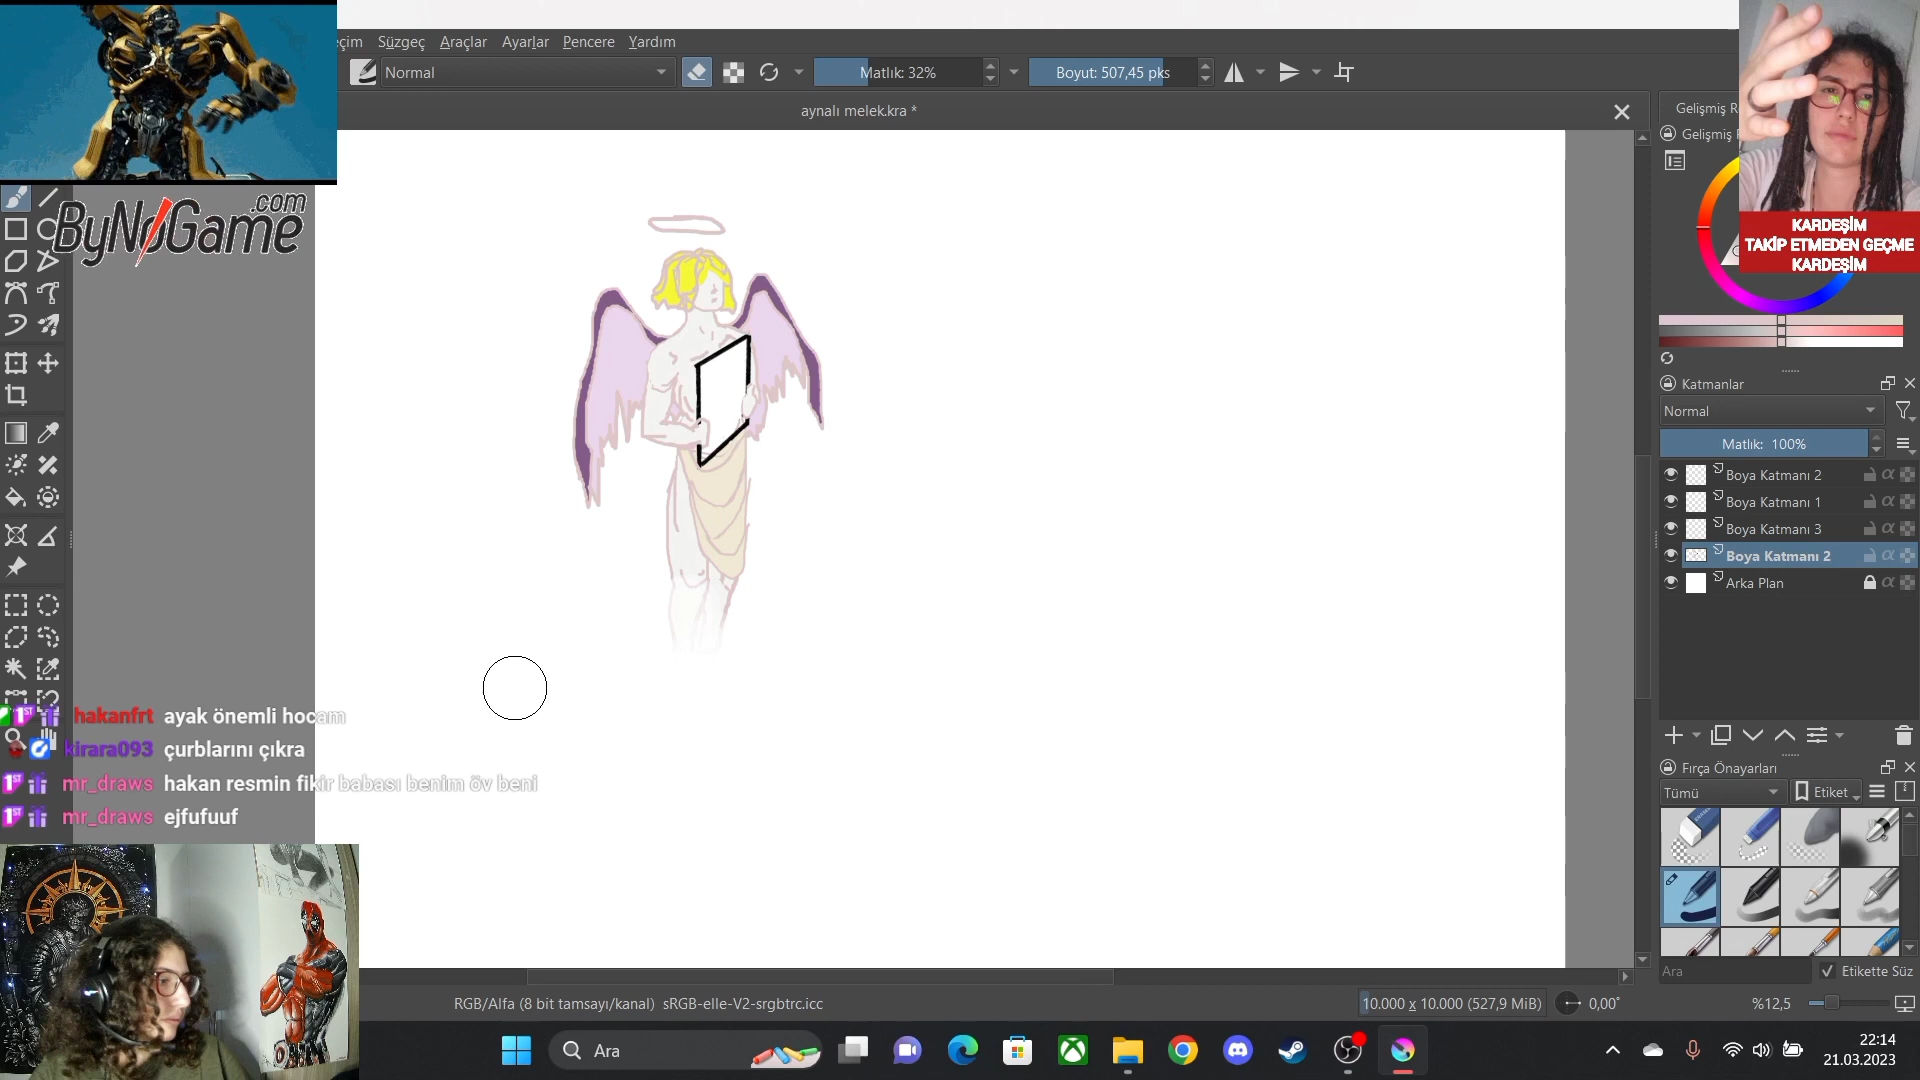 eçim Süzgeç Araçlar Ayarlar Pencere Yardım
Normal
Matlık: 32%
Boyut: 507,45 pks
aynalı melek.kra *
Gelişmiş R
Gelişmiş
KARDEŞİM
TAKİP ETMEDEN GEÇME
KARDEŞİM
ByNoGame
.com
Katmanlar
Normal
Matlık: 100%
Boya Katmanı 2
Boya Katmanı 1
Boya Katmanı 3
Boya Katmanı 2
Arka Plan
hakanfrt ayak önemli hocam
kirara093 çurblarını çıkra
mr_draws hakan resmin fikir babası benim öv beni
mr_draws ejfufuuf
Fırça Önayarları
Tümü
Etiket
Ara
Etikette Süz
RGB/Alfa (8 bit tamsayı/kanal) sRGB-elle-V2-srgbtrc.icc
10.000 x 10.000 (527,9 MiB)
0,00°
%12,5
Ara
22:14
21.03.2023